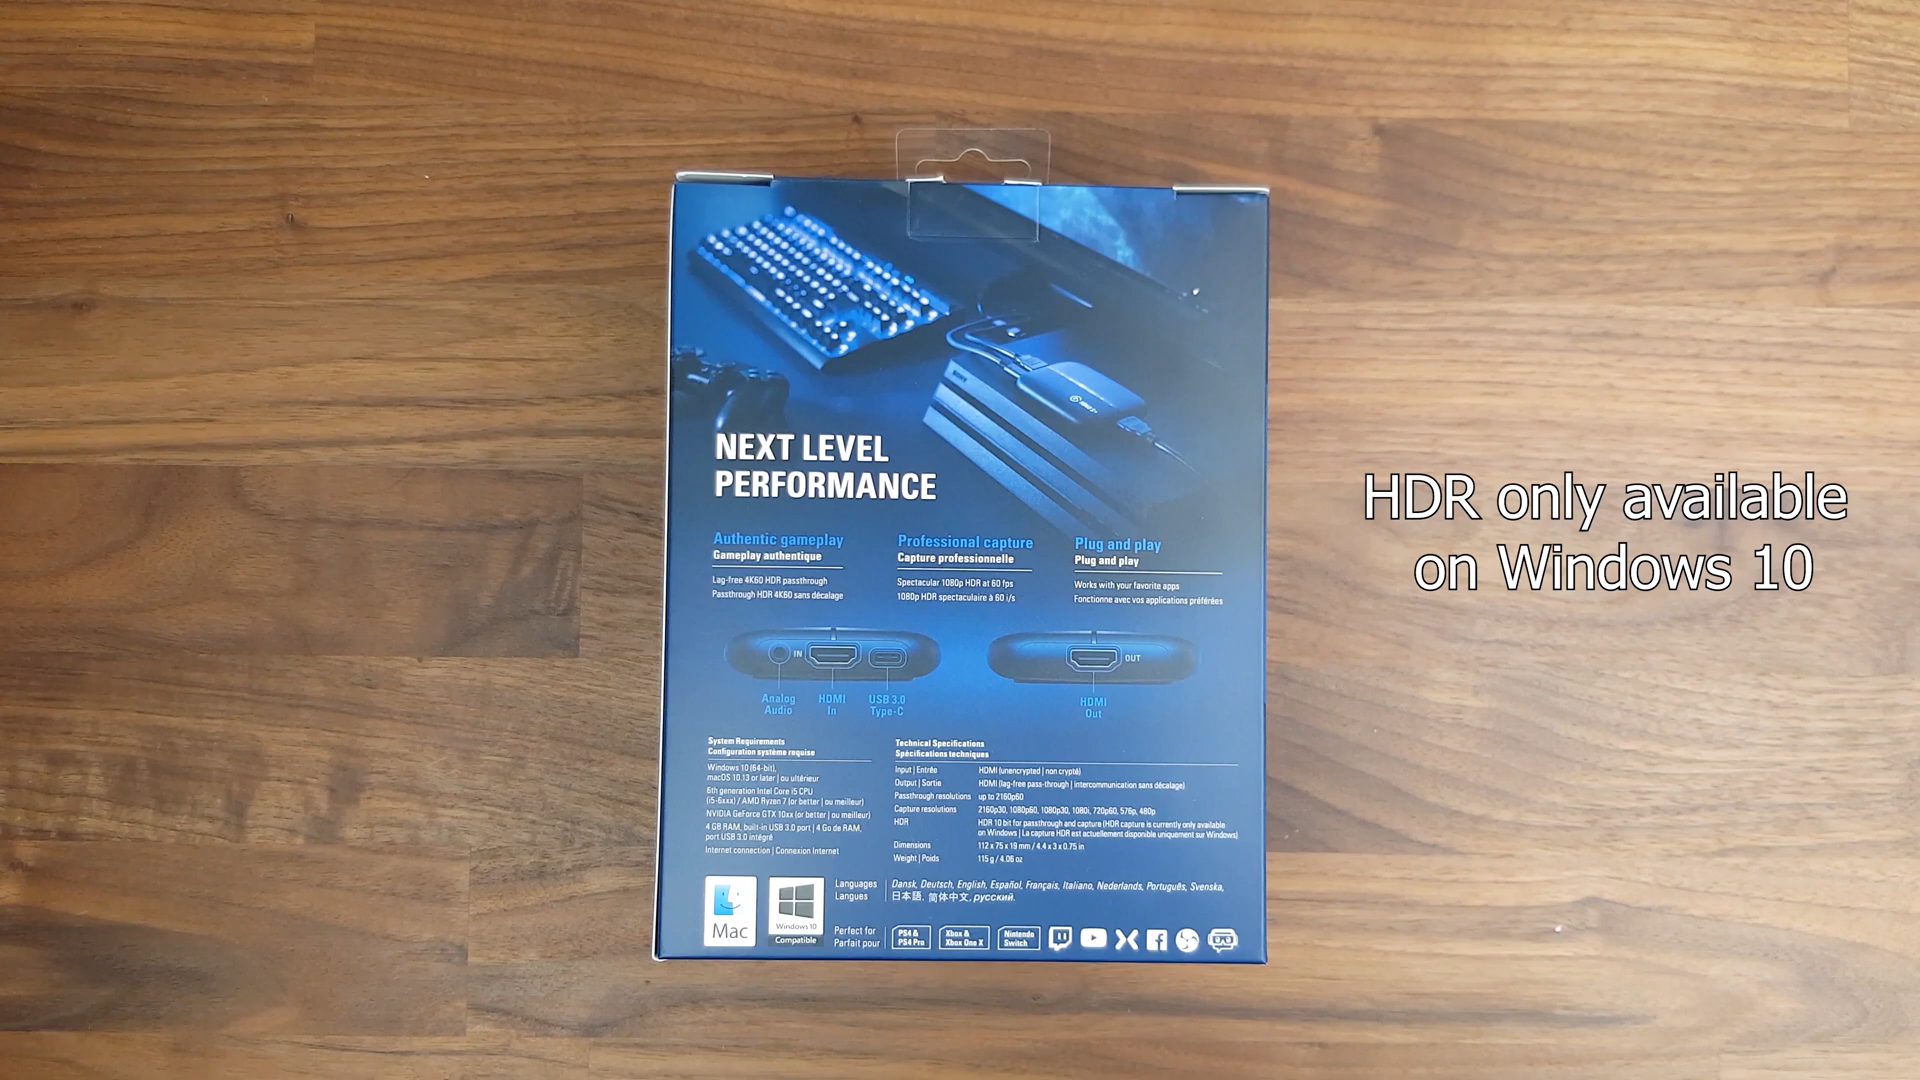 NEXT LEVEL
PERFORMANCE
Authentic gameplay
Gameplay authentique
Lag-free 4K60 HDR passthrough
Passthrough HDR 4K60 sans décalage
Professional capture
Capture professionnelle
Spectacular 1080p HDR at 60 fps
1080p HDR spectaculaire à 60 i/s
Plug and play
Plug and play
Works with your favorite apps
Fonctionne avec vos applications préférées
IN
OUT
Analog
Audio
HDMI
In
USB 3.0
Type-C
HDMI
Out
System Requirements
Configuration système requise
Windows 10 (64-bit),
macOS 10.13 or later | ou ultérieur
6th generation Intel Core i5 CPU
(i5-6xxx) / AMD Ryzen 7 (or better | ou meilleur)
NVIDIA GeForce GTX 10xx (or better | ou meilleur)
4 GB RAM, built-in USB 3.0 port | 4 Go de RAM,
port USB 3.0 intégré
Internet connection | Connexion Internet
Technical Specifications
Spécifications techniques
Input | Entrée HDMI (unencrypted | non crypté)
Output | Sortie HDMI (lag-free pass-through | intercommunication sans décalage)
Passthrough resolutions up to 2160p60
Capture resolutions 2160p30, 1080p60, 1080p30, 1080i, 720p60, 576p, 480p
HDR HDR 10 bit for passthrough and capture (HDR capture is currently only available
on Windows | La capture HDR est actuellement disponible uniquement sur Windows)
Dimensions 112 x 75 x 19 mm / 4.4 x 3 x 0.75 in
Weight | Poids 115 g / 4.06 oz
Mac
Windows 10
Compatible
Languages
Langues
Dansk, Deutsch, English, Español, Français, Italiano, Nederlands, Português, Svenska,
日本語, 简体中文, русский.
Perfect for
Parfait pour
PS4 &
PS4 Pro
Xbox &
Xbox One X
Nintendo
Switch
HDR only available
on Windows 10